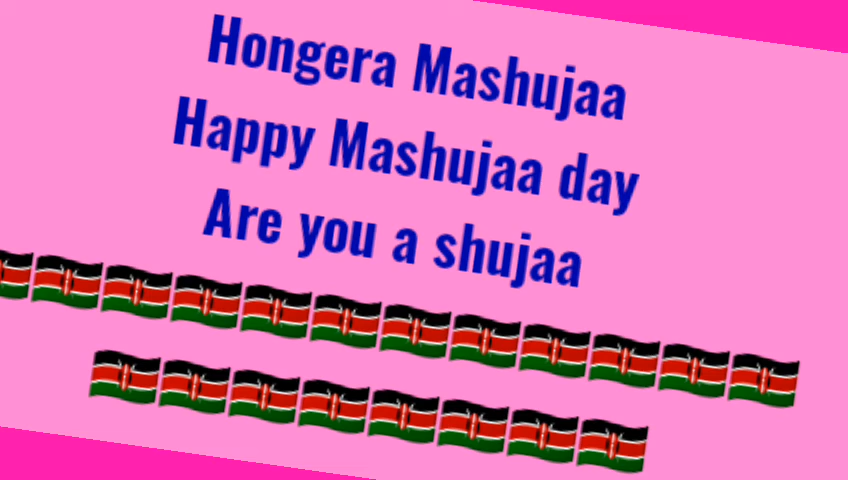 Hongera Mashujaa
Happy Mashujaa day
Are you a shujaa
🇰🇪🇰🇪🇰🇪🇰🇪🇰🇪🇰🇪🇰🇪🇰🇪🇰🇪🇰🇪🇰🇪🇰🇪
🇰🇪🇰🇪🇰🇪🇰🇪🇰🇪🇰🇪🇰🇪🇰🇪